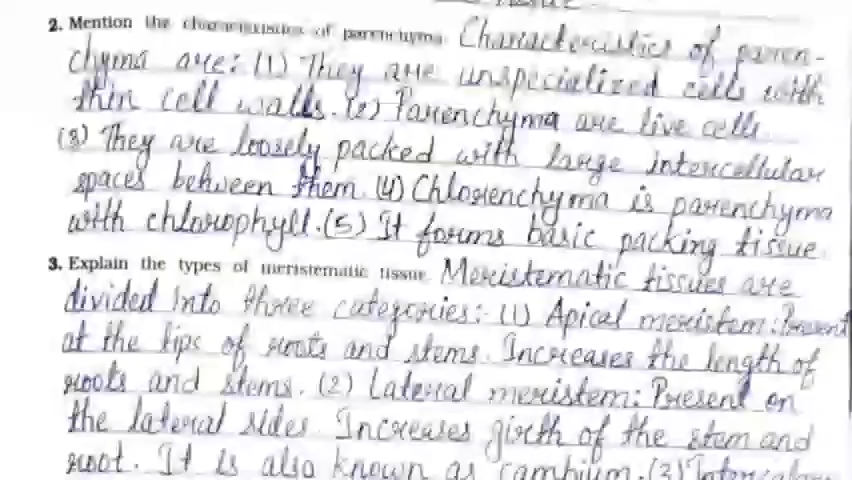 2. Mention the characteristics of parenchyma. Characteristics of paren-
chyma are: (1) They are unspecialized cells with
thin cell walls. (2) Parenchyma are live cells.
(3) They are loosely packed with large intercellular
spaces between them. (4) Chlorenchyma is parenchyma
with chlorophyll. (5) It forms basic packing tissue.
3. Explain the types of meristematic tissue. Meristematic tissues are
divided into three categories:- (1) Apical meristem: Present
at the tips of roots and stems. Increases the length of
roots and stems. (2) Lateral meristem: Present on
the lateral sides. Increases girth of the stem and
root. It is also known as cambium. (3) Intercalary